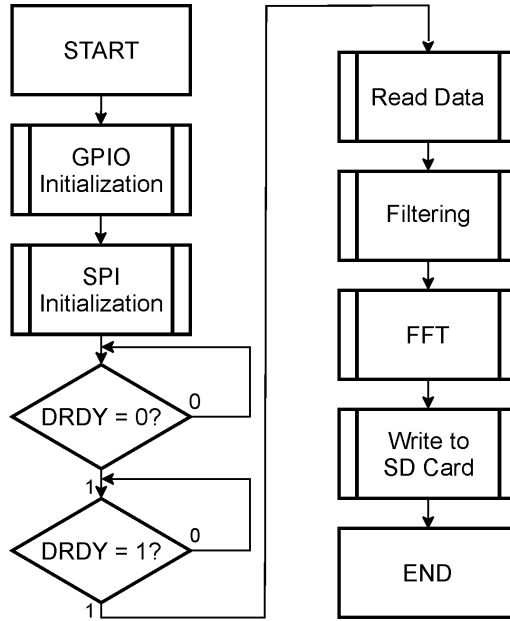 START
GPIO
Initialization
SPI
Initialization
DRDY = 0?
0
1
DRDY = 1?
0
1
Read Data
Filtering
FFT
Write to
SD Card
END